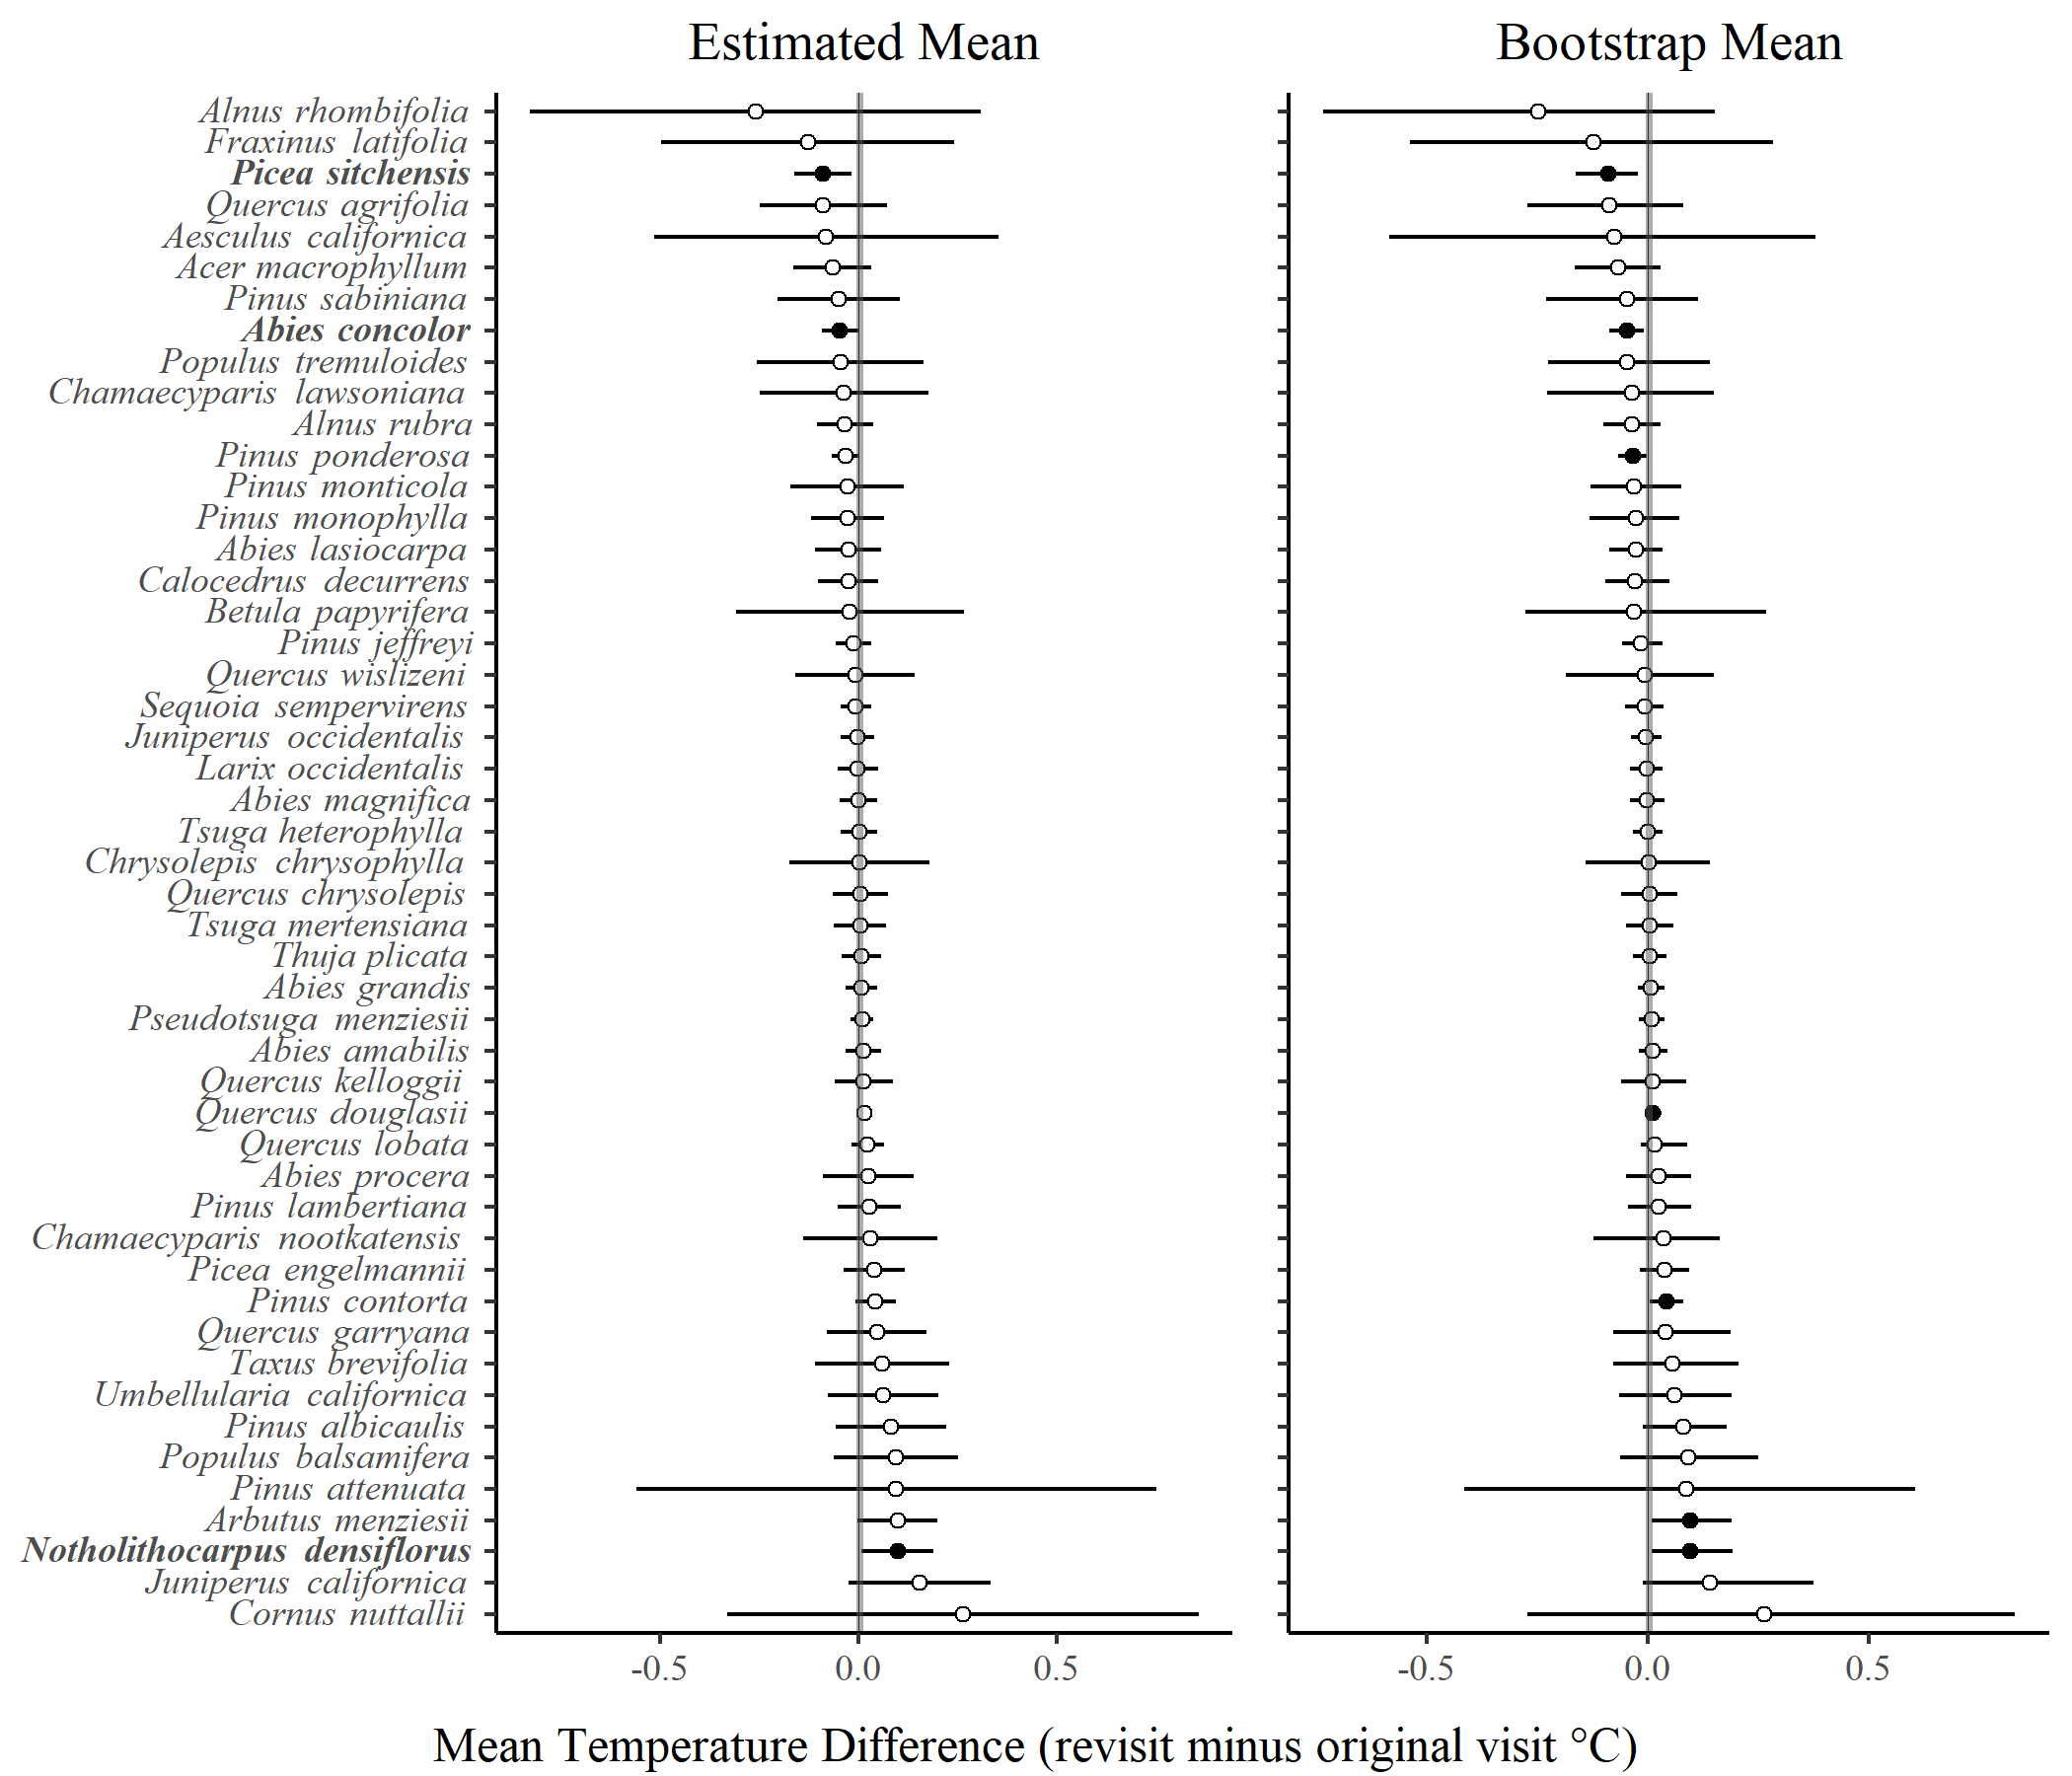 Estimated Mean
Bootstrap Mean
Alnus rhombifolia
Fraxinus latifolia
Picea sitchensis
Quercus agrifolia
Aesculus californica
Acer macrophyllum
Pinus sabiniana
Abies concolor
Populus tremuloides
Chamaecyparis lawsoniana
Alnus rubra
Pinus ponderosa
Pinus monticola
Pinus monophylla
Abies lasiocarpa
Calocedrus decurrens
Betula papyrifera
Pinus jeffreyi
Quercus wislizeni
Sequoia sempervirens
Juniperus occidentalis
Larix occidentalis
Abies magnifica
Tsuga heterophylla
Chrysolepis chrysophylla
Quercus chrysolepis
Tsuga mertensiana
Thuja plicata
Abies grandis
Pseudotsuga menziesii
Abies amabilis
Quercus kelloggii
Quercus douglasii
Quercus lobata
Abies procera
Pinus lambertiana
Chamaecyparis nootkatensis
Picea engelmannii
Pinus contorta
Quercus garryana
Taxus brevifolia
Umbellularia californica
Pinus albicaulis
Populus balsamifera
Pinus attenuata
Arbutus menziesii
Notholithocarpus densiflorus
Juniperus californica
Cornus nuttallii
-0.5 0.0 0.5
-0.5 0.0 0.5
Mean Temperature Difference (revisit minus original visit °C)